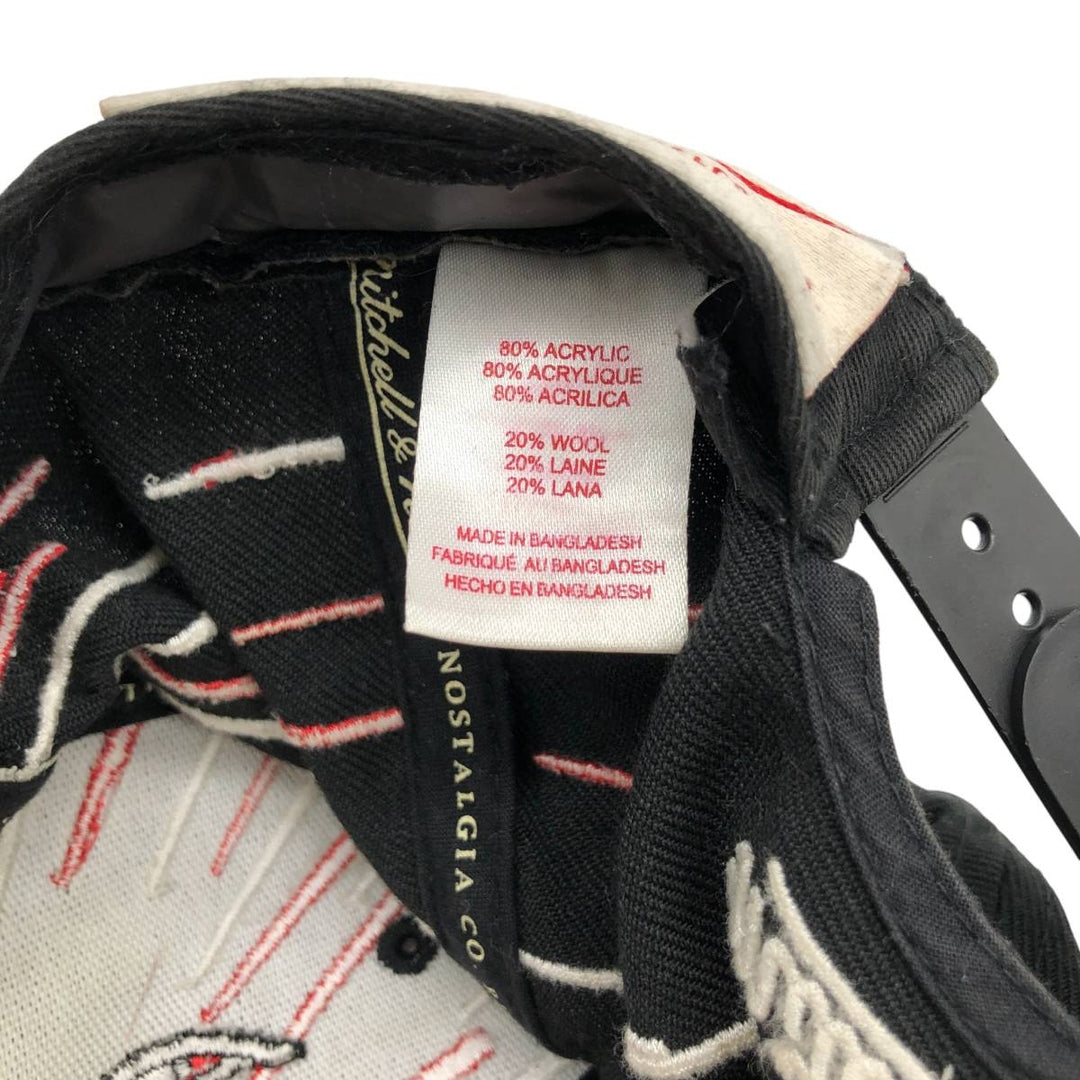 mitchell &
80% ACRYLIC
80% ACRYLIQUE
80% ACRILICA
20% WOOL
20% LAINE
20% LANA
MADE IN BANGLADESH
FABRIQUÉ AU BANGLADESH
HECHO EN BANGLADESH
NOSTALGIA CO.